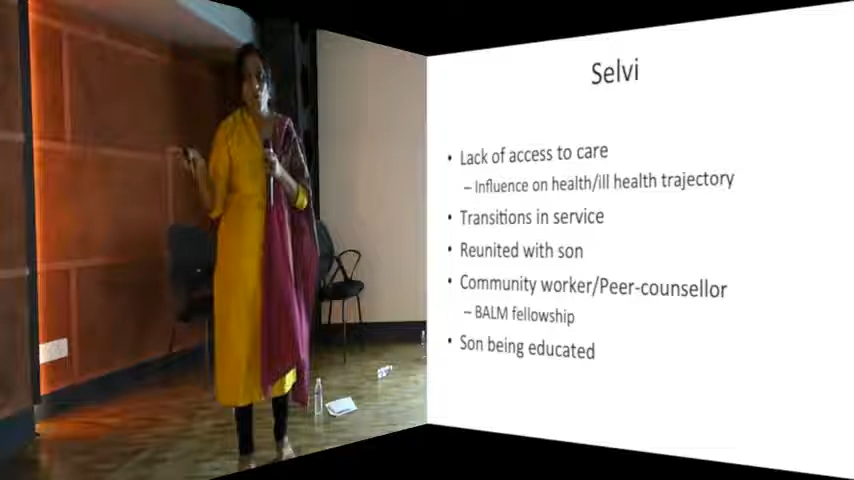 Selvi
• Lack of access to care
– Influence on health/ill health trajectory
• Transitions in service
• Reunited with son
• Community worker/Peer-counsellor
– BALM fellowship
• Son being educated